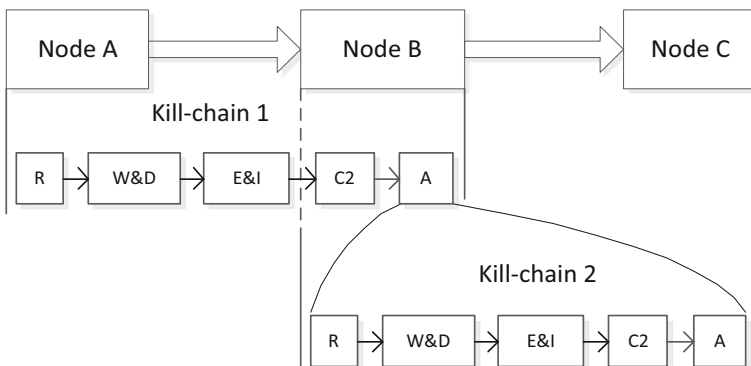 Node A
Node B
Node C
Kill-chain 1
R
W&D
E&I
C2
A
Kill-chain 2
R
W&D
E&I
C2
A